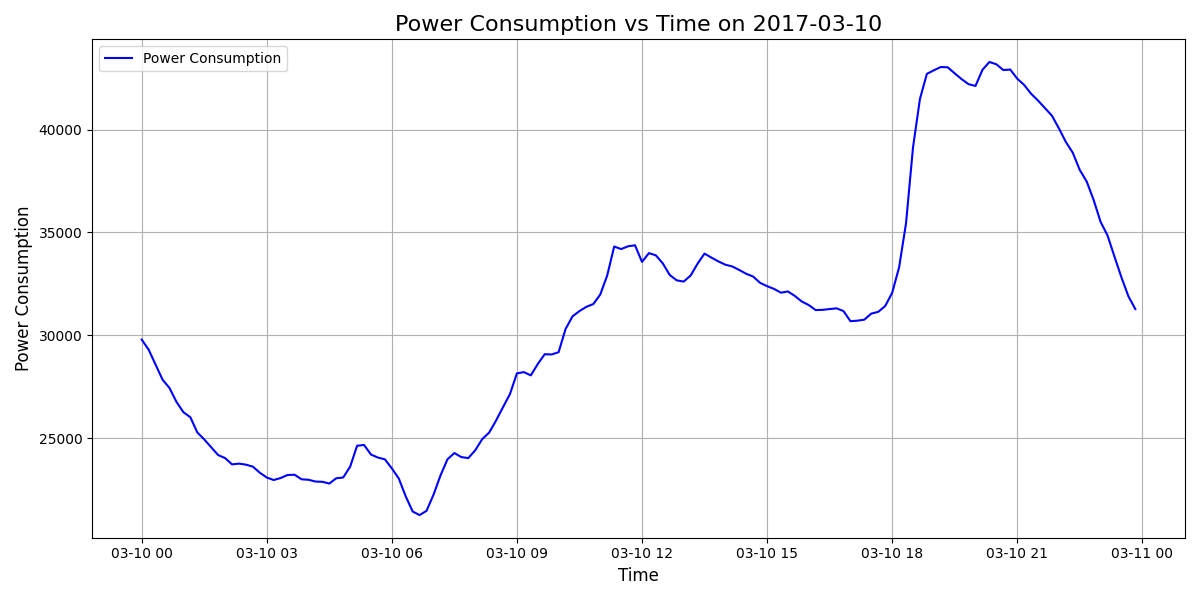 Power Consumption vs Time on 2017-03-10
Power Consumption
40000
35000
30000
25000
Power Consumption
03-10 00 03-10 03 03-10 06 03-10 09 03-10 12 03-10 15 03-10 18 03-10 21 03-11 00
Time